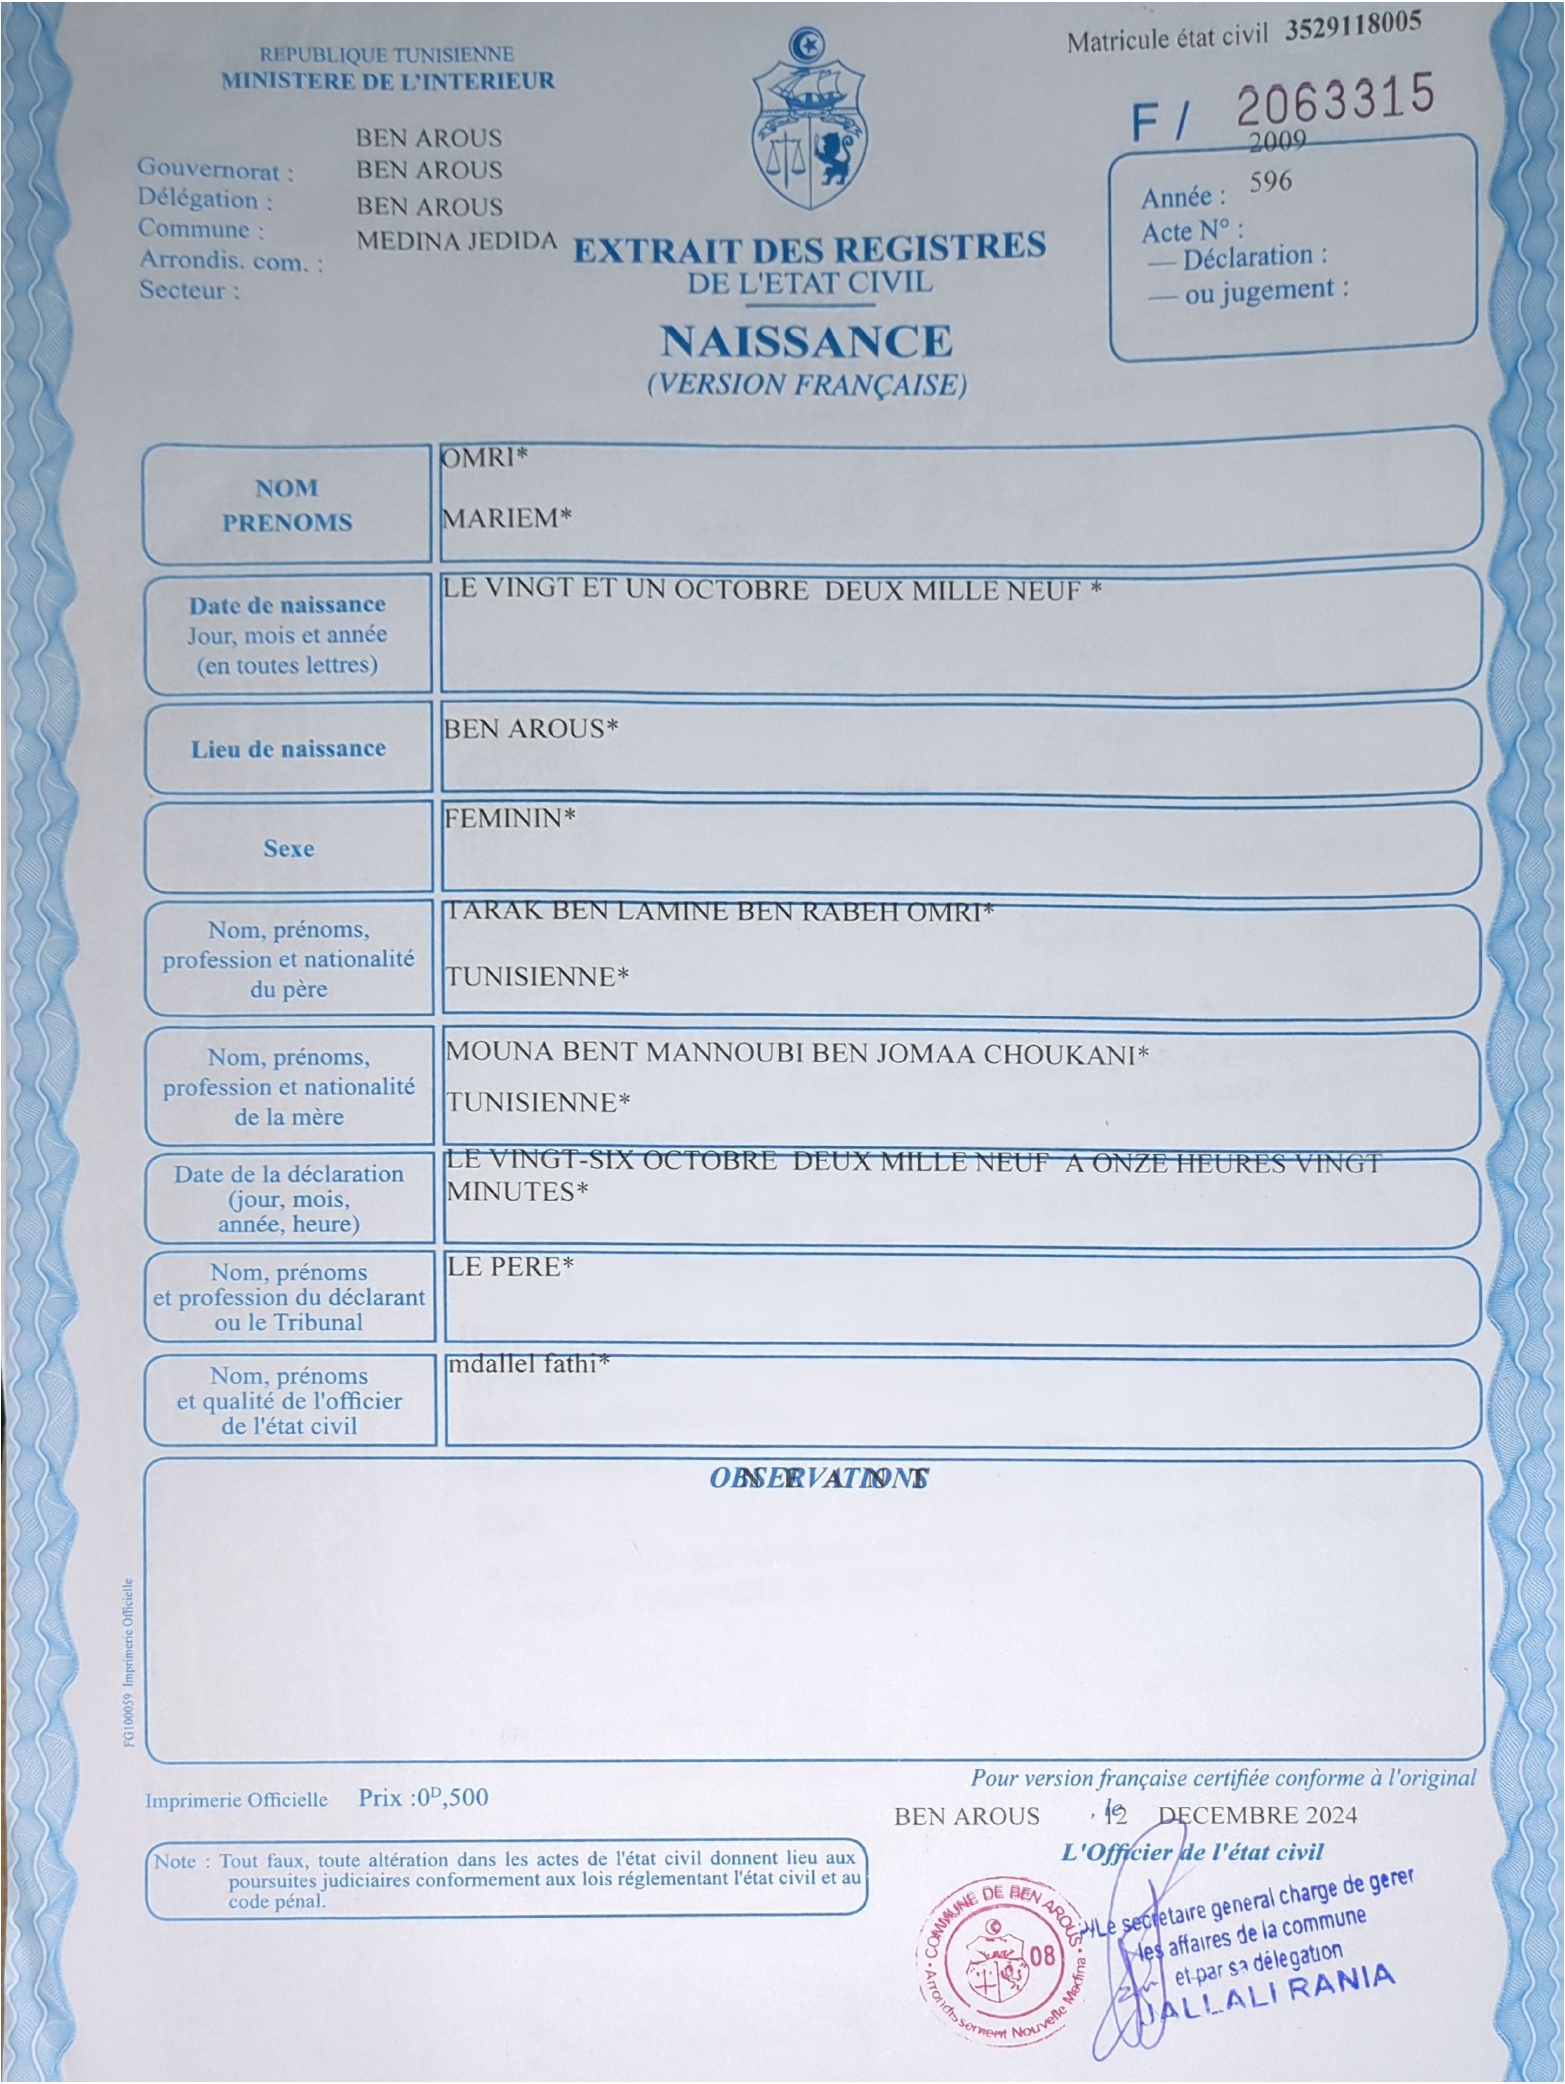 REPUBLIQUE TUNISIENNE
MINISTERE DE L'INTERIEUR
Matricule état civil 3529118005
F / 2063315
BEN AROUS
Gouvernorat : BEN AROUS
Délégation : BEN AROUS
Commune : MEDINA JEDIDA
Arrondis. com. :
Secteur :
2009
Année : 596
Acte N° :
— Déclaration :
— ou jugement :
EXTRAIT DES REGISTRES
DE L'ETAT CIVIL
NAISSANCE
(VERSION FRANÇAISE)
NOM
PRENOMS
OMRI*
MARIEM*
Date de naissance
Jour, mois et année
(en toutes lettres)
LE VINGT ET UN OCTOBRE DEUX MILLE NEUF *
Lieu de naissance
BEN AROUS*
Sexe
FEMININ*
Nom, prénoms,
profession et nationalité
du père
TARAK BEN LAMINE BEN RABEH OMRI*
TUNISIENNE*
Nom, prénoms,
profession et nationalité
de la mère
MOUNA BENT MANNOUBI BEN JOMAA CHOUKANI*
TUNISIENNE*
Date de la déclaration
(jour, mois,
année, heure)
LE VINGT-SIX OCTOBRE DEUX MILLE NEUF A ONZE HEURES VINGT
MINUTES*
Nom, prénoms
et profession du déclarant
ou le Tribunal
LE PERE*
Nom, prénoms
et qualité de l'officier
de l'état civil
mdallel fathi*
OBSERVATIONS
N E A N T
FG100059 Imprimerie Officielle
Imprimerie Officielle Prix :0D,500
Pour version française certifiée conforme à l'original
BEN AROUS , le 12 DECEMBRE 2024
L'Officier de l'état civil
Note : Tout faux, toute altération dans les actes de l'état civil donnent lieu aux
poursuites judiciaires conformement aux lois réglementant l'état civil et au
code pénal.
COMMUNE DE BEN AROUS
08
Arrondissement Nouvelle Medina
Le secretaire general charge de gerer
les affaires de la commune
et par sa délegation
JALLALI RANIA